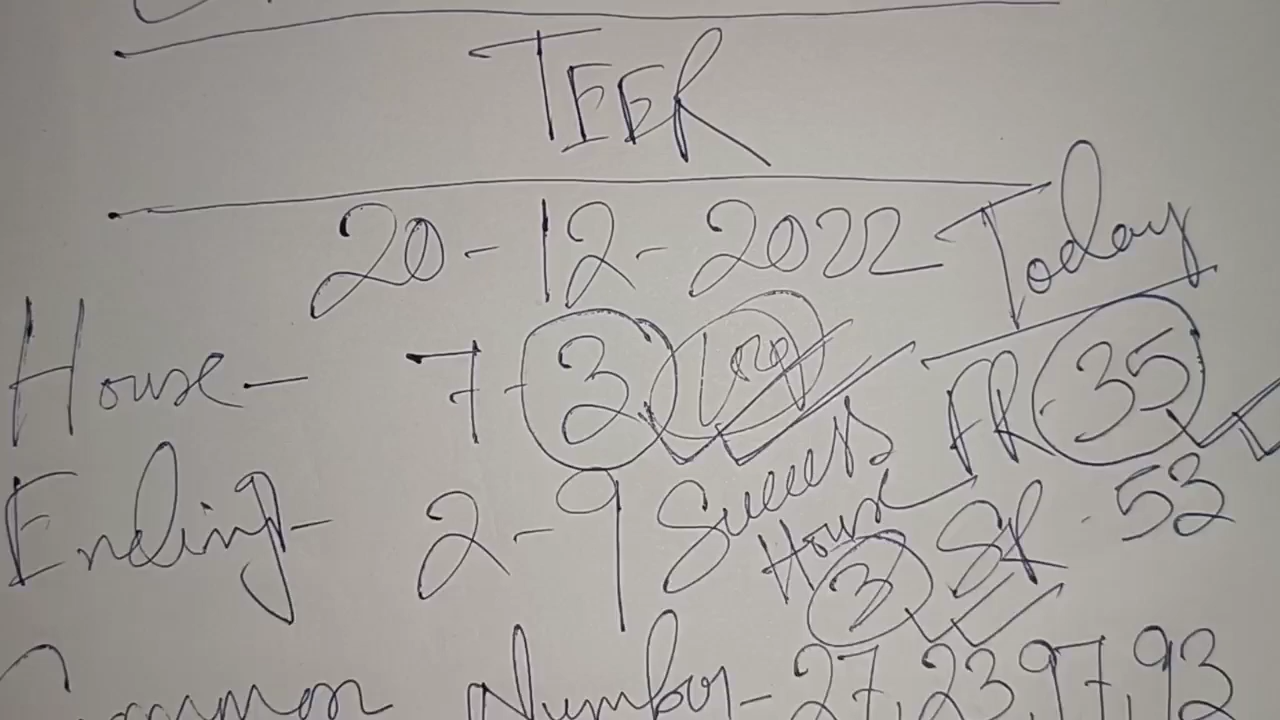 TEER
20-12-2022 Today
House- 7-3 FR 35
Ending- 2-9 Success House 3 SR. 53
Common Number- 27, 23, 97, 93